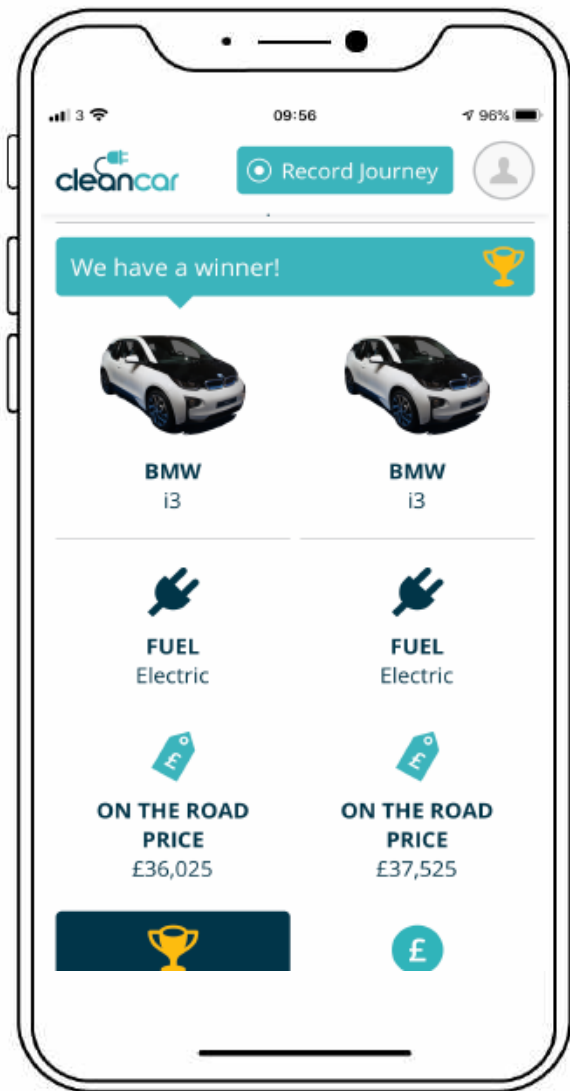 3 09:56 96%
cleancar Record Journey
We have a winner!
BMW BMW
i3 i3
FUEL FUEL
Electric Electric
£ £
ON THE ROAD ON THE ROAD
PRICE PRICE
£36,025 £37,525
£